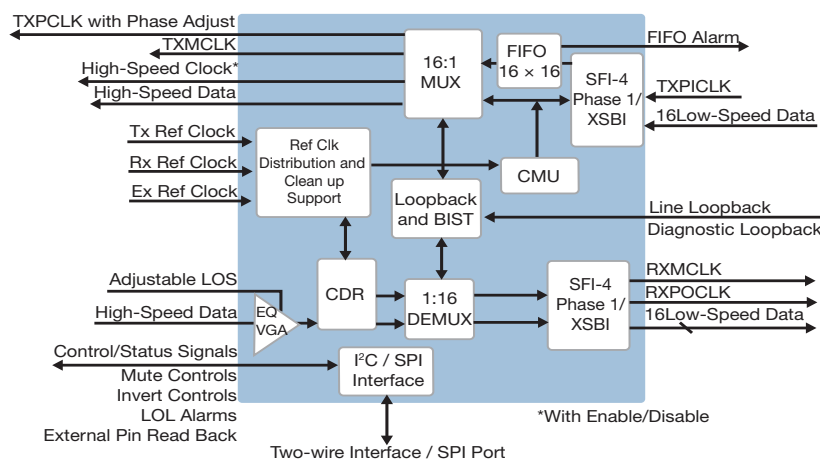 TXPCLK with Phase Adjust
TXMCLK
High-Speed Clock*
High-Speed Data
16:1
MUX
FIFO
16 × 16
SFI-4
Phase 1/
XSBI
FIFO Alarm
TXPICLK
16Low-Speed Data
Tx Ref Clock
Rx Ref Clock
Ex Ref Clock
Ref Clk
Distribution and
Clean up
Support
CMU
Loopback
and BIST
Line Loopback
Diagnostic Loopback
Adjustable LOS
High-Speed Data
EQ
VGA
CDR
1:16
DEMUX
SFI-4
Phase 1/
XSBI
RXMCLK
RXPOCLK
16Low-Speed Data
Control/Status Signals
Mute Controls
Invert Controls
LOL Alarms
External Pin Read Back
I²C / SPI
Interface
*With Enable/Disable
Two-wire Interface / SPI Port